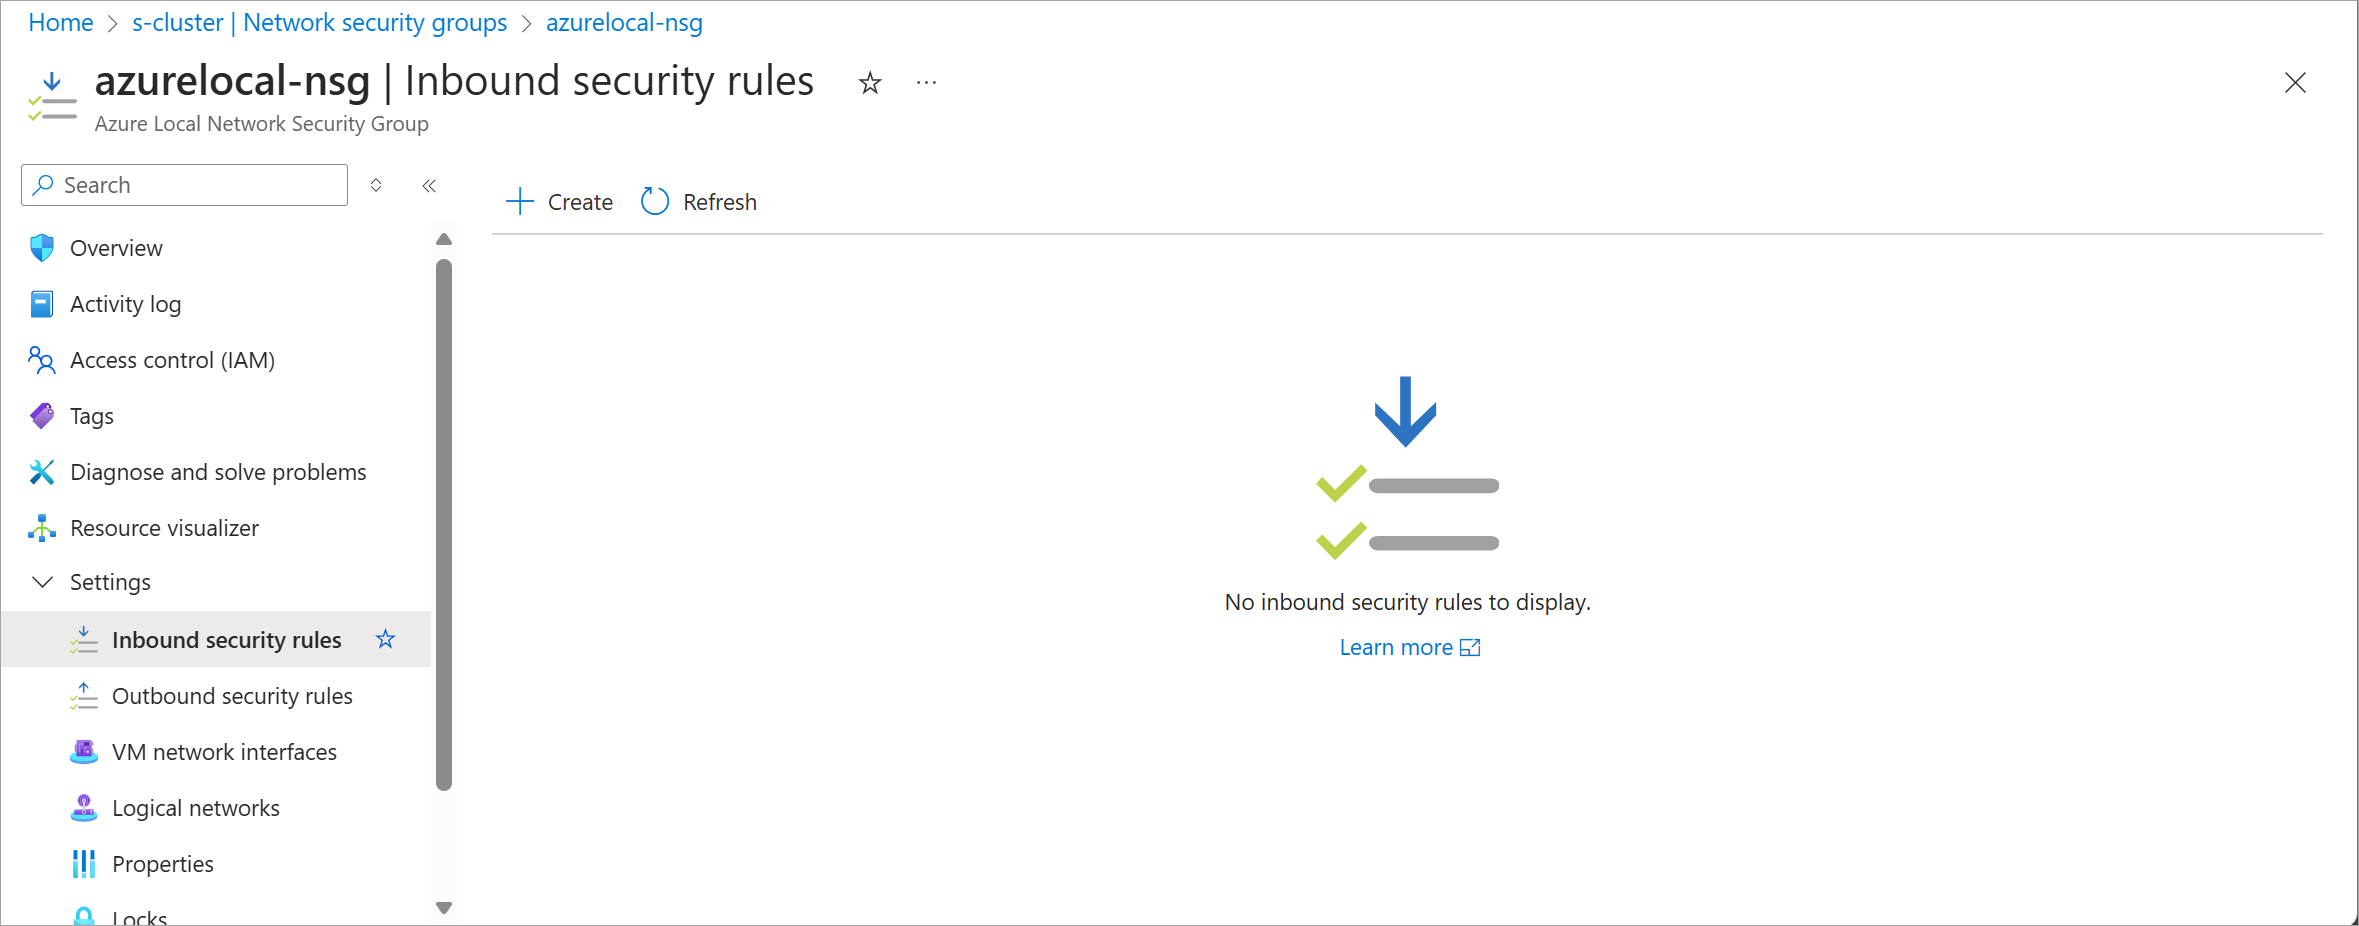 Home > s-cluster | Network security groups > azurelocal-nsg
azurelocal-nsg | Inbound security rules
Azure Local Network Security Group
Search
Create Refresh
Overview
Activity log
Access control (IAM)
Tags
Diagnose and solve problems
Resource visualizer
Settings
Inbound security rules
Outbound security rules
VM network interfaces
Logical networks
Properties
Locks
No inbound security rules to display.
Learn more